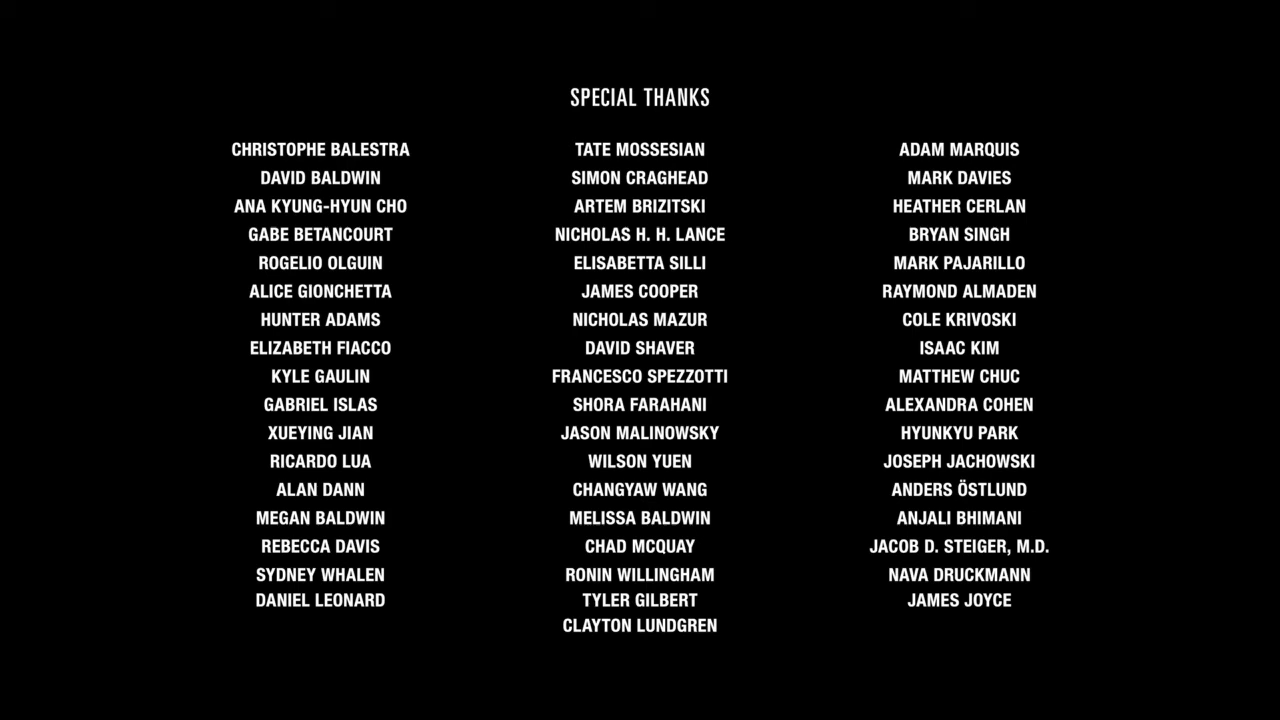 SPECIAL THANKS
CHRISTOPHE BALESTRA
DAVID BALDWIN
ANA KYUNG-HYUN CHO
GABE BETANCOURT
ROGELIO OLGUIN
ALICE GIONCHETTA
HUNTER ADAMS
ELIZABETH FIACCO
KYLE GAULIN
GABRIEL ISLAS
XUEYING JIAN
RICARDO LUA
ALAN DANN
MEGAN BALDWIN
REBECCA DAVIS
SYDNEY WHALEN
DANIEL LEONARD
TATE MOSSESIAN
SIMON CRAGHEAD
ARTEM BRIZITSKI
NICHOLAS H. H. LANCE
ELISABETTA SILLI
JAMES COOPER
NICHOLAS MAZUR
DAVID SHAVER
FRANCESCO SPEZZOTTI
SHORA FARAHANI
JASON MALINOWSKY
WILSON YUEN
CHANGYAW WANG
MELISSA BALDWIN
CHAD MCQUAY
RONIN WILLINGHAM
TYLER GILBERT
CLAYTON LUNDGREN
ADAM MARQUIS
MARK DAVIES
HEATHER CERLAN
BRYAN SINGH
MARK PAJARILLO
RAYMOND ALMADEN
COLE KRIVOSKI
ISAAC KIM
MATTHEW CHUC
ALEXANDRA COHEN
HYUNKYU PARK
JOSEPH JACHOWSKI
ANDERS ÖSTLUND
ANJALI BHIMANI
JACOB D. STEIGER, M.D.
NAVA DRUCKMANN
JAMES JOYCE